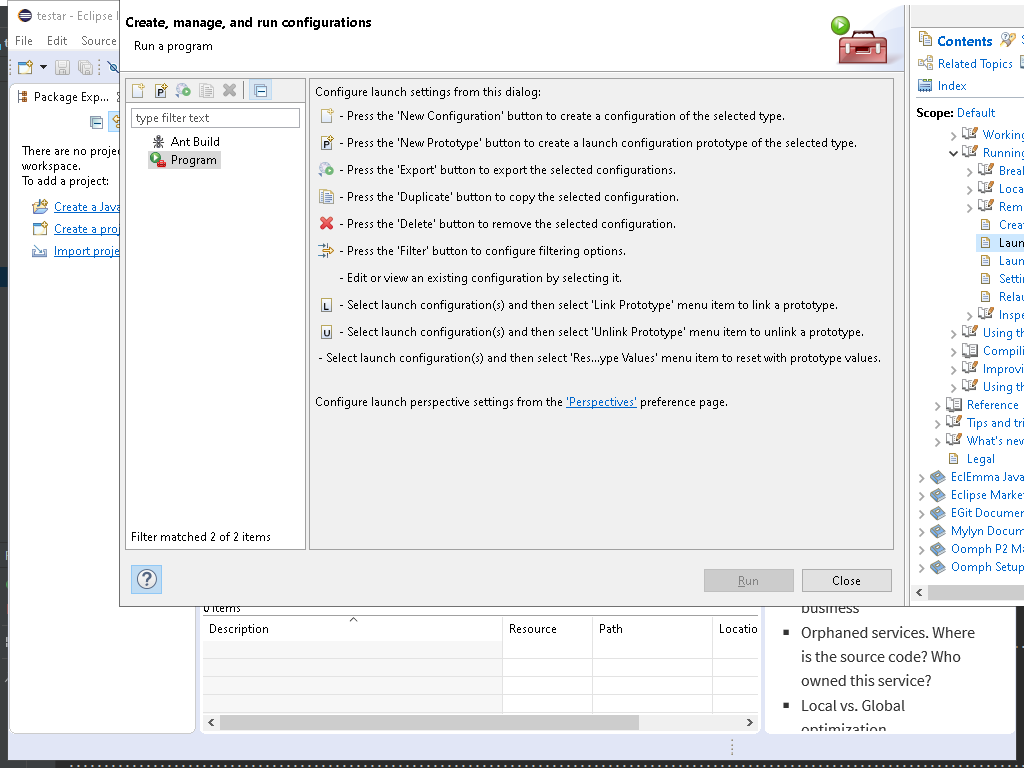 testar - Eclipse
File Edit Source
Package Exp...
There are no
workspace.
To add a project:
Create a Java
Create a
Import
Create, manage, and run configurations
Run a program
type filter text
Ant Build
Program
Filter matched 2 of 2 items
Configure launch settings from this dialog:
- Press the 'New Configuration' button to create a configuration of the selected type.
P - Press the 'New Prototype' button to create a launch configuration prototype of the selected type.
- Press the 'Export' button to export the selected configurations.
- Press the 'Duplicate' button to copy the selected configuration.
- Press the 'Delete' button to remove the selected configuration.
- Press the 'Filter' button to configure filtering options.
- Edit or view an existing configuration by selecting it.
L - Select launch configuration(s) and then select 'Link Prototype' menu item to link a prototype.
U - Select launch configuration(s) and then select 'Unlink Prototype' menu item to unlink a prototype.
- Select launch configuration(s) and then select 'Res...ype Values' menu item to reset with prototype values.
Configure launch perspective settings from the 'Perspectives' preference page.
?
Run
Close
Contents
Related Topics
Index
Scope: Default
Working
Running
Brea
Loca
Rem
Crea
Laun
Laun
Setti
Relau
Inspe
Using th
Compili
Improvi
Using th
Reference
Tips and tri
What's new
Legal
EclEmma Java
Eclipse Marke
EGit Documen
Mylyn Docum
Oomph P2 Ma
Oomph Setup
0 items
Description Resource Path Locatio
business
▪ Orphaned services. Where
is the source code? Who
owned this service?
▪ Local vs. Global
optimization